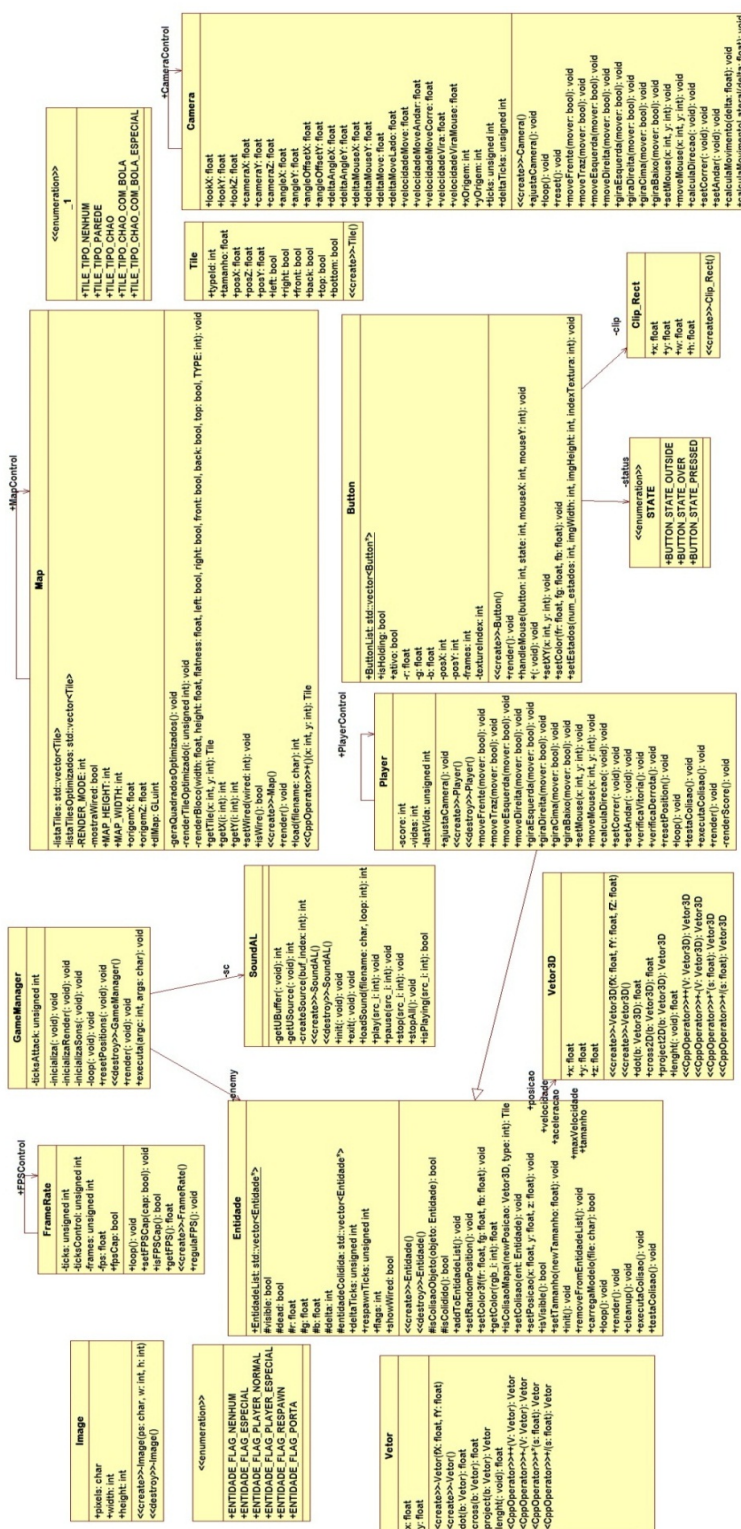 Image
+pixels: char
+width: int
+height: int
<<create>>-Image(ps: char, w: int, h: int)
<<destroy>>-Image()
<<enumeration>>
+ENTIDADE_FLAG_NENHUM
+ENTIDADE_FLAG_ESPECIAL
+ENTIDADE_FLAG_PLAYER_NORMAL
+ENTIDADE_FLAG_PLAYER_ESPECIAL
+ENTIDADE_FLAG_RESPAWN
+ENTIDADE_FLAG_PORTA
Vetor
x: float
y: float
<create>>-Vetor(fX: float, fY: float)
<create>>-Vetor()
dot(b: Vetor): float
cross(b: Vetor): float
project(b: Vetor): Vetor
lenght(: void): float
<CppOperator>>+(V: Vetor): Vetor
<CppOperator>>-(V: Vetor): Vetor
<CppOperator>>+*(s: float): Vetor
<CppOperator>>+/(s: float): Vetor
+FPSControl
FrameRate
-ticks: unsigned int
-ticksControl: unsigned int
-frames: unsigned int
-fps: float
+fpsCap: bool
+loop(): void
+setFPSCap(cap: bool): void
+isFPSCap(): bool
+getFPS(): float
<<create>>-FrameRate()
+regulaFPS(): void
-enemy
Entidade
+EntidadeList: std::vector<Entidade*>
#visible: bool
#dead: bool
#r: float
#g: float
#b: float
#delta: int
#entidadeColidida: std::vector<Entidade*>
+deltaTicks: unsigned int
+respawnTicks: unsigned int
+flags: int
+showWired: bool
<<create>>-Entidade()
<<destroy>>-Entidade()
#isColisaoObjeto(objeto: Entidade): bool
#isColidido(): bool
+addToEntidadeList(): void
+setRandomPosition(): void
+setColor3f(fr: float, fg: float, fb: float): void
+getColor(rgb_i: int): float
+isColisaoMapa(newPosicao: Vetor3D, type: int): Tile
+setColisao(ent: Entidade): void
+setPosicao(x: float, y: float, z: float): void
+isVisible(): bool
+setTamanho(newTamanho: float): void
+init(): void
+removeFromEntidadeList(): void
+carregaModelo(file: char): bool
+loop(): void
+render(): void
+cleanup(): void
+executaColisao(): void
+testaColisao(): void
GameManager
-ticksAttack: unsigned int
-inicializa(: void): void
-inicializaRender(: void): void
-inicializaSons(: void): void
-loop(: void): void
+resetPositions(: void): void
<<destroy>>-GameManager()
+render(: void): void
+executa(argc: int, args: char): void
-sc
SoundAL
-getUBuffer(: void): int
-getUSource(: void): int
-createSource(buf_index: int): int
<<create>>-SoundAL()
<<destroy>>-SoundAL()
+init(: void): void
+exit(: void): void
+loadSound(filename: char, loop: int): int
+play(src_i: int): void
+pause(src_i: int): void
+stop(src_i: int): void
+stopAll(): void
+isPlaying(src_i: int): bool
+posicao
+velocidade
+aceleracao
+maxVelocidade
+tamanho
Vetor3D
+x: float
+y: float
+z: float
<<create>>-Vetor3D(fX: float, fY: float, fZ: float)
<<create>>-Vetor3D()
+dot(b: Vetor3D): float
+cross2D(b: Vetor3D): float
+project2D(b: Vetor3D): Vetor3D
+lenght(: void): float
<<CppOperator>>++(V: Vetor3D): Vetor3D
<<CppOperator>>+-(V: Vetor3D): Vetor3D
<<CppOperator>>+*(s: float): Vetor3D
<<CppOperator>>+/(s: float): Vetor3D
+MapControl
Map
-listaTiles: std::vector<Tile>
-listaTilesOptimizados: std::vector<Tile>
-RENDER_MODE: int
-mostraWired: bool
+MAP_HEIGHT: int
+MAP_WIDTH: int
+origemX: float
+origemZ: float
+dlMap: GLuint
-geraQuadradosOptimizados(): void
-renderTileOptimizado(i: unsigned int): void
-renderBloco(width: float, height: float, flatness: float, left: bool, right: bool, front: bool, back: bool, top: bool, TYPE: int): void
+getTile(x: int, y: int): Tile
+getX(i: int): int
+getY(i: int): int
+setWired(wired: int): void
+isWire(): bool
<<create>>-Map()
+render(): void
+load(filename: char): int
<<CppOperator>>+()(x: int, y: int): Tile
+PlayerControl
Player
-score: int
-vidas: int
-lastVida: unsigned int
+ajustaCamera(): void
<<create>>-Player()
<<destroy>>-Player()
+moveFrente(mover: bool): void
+moveTraz(mover: bool): void
+moveEsquerda(mover: bool): void
+moveDireita(mover: bool): void
+giraEsquerda(mover: bool): void
+giraDireita(mover: bool): void
+giraCima(mover: bool): void
+giraBaixo(mover: bool): void
+setMouse(x: int, y: int): void
+moveMouse(x: int, y: int): void
+calculaDirecao(: void): void
+setCorrer(: void): void
+setAndar(: void): void
+verificaVitoria(): void
+verificaDerrota(): void
+resetPosition(): void
+loop(): void
+testaColisao(): void
+executaColisao(): void
+render(): void
-renderScore(): void
Button
+ButtonList: std::vector<Button*>
+isHolding: bool
+ativo: bool
-r: float
-g: float
-b: float
-posX: int
-posY: int
-frames: int
-textureIndex: int
<<create>>-Button()
+render(): void
+handleMouse(button: int, state: int, mouseX: int, mouseY: int): void
+(: void): void
+setXY(x: int, y: int): void
+setColor(fr: float, fg: float, fb: float): void
+setEstados(num_estados: int, imgWidth: int, imgHeight: int, indexTextura: int): void
-status
<<enumeration>>
STATE
+BUTTON_STATE_OUTSIDE
+BUTTON_STATE_OVER
+BUTTON_STATE_PRESSED
-clip
Clip_Rect
+x: float
+y: float
+w: float
+h: float
<<create>>-Clip_Rect()
<<enumeration>>
_1
+TILE_TIPO_NENHUM
+TILE_TIPO_PAREDE
+TILE_TIPO_CHAO
+TILE_TIPO_CHAO_COM_BOLA
+TILE_TIPO_CHAO_COM_BOLA_ESPECIAL
Tile
+typeId: int
+tamanho: float
+posX: float
+posZ: float
+posY: float
+left: bool
+right: bool
+front: bool
+back: bool
+top: bool
+bottom: bool
<<create>>-Tile()
+CameraControl
Camera
+lookX: float
+lookY: float
+lookZ: float
+cameraX: float
+cameraY: float
+cameraZ: float
+angleX: float
+angleY: float
+angleOffsetX: float
+angleOffsetY: float
+deltaAngleX: float
+deltaAngleY: float
+deltaMouseX: float
+deltaMouseY: float
+deltaMove: float
+deltaMoveLado: float
+velocidadeMove: float
+velocidadeMoveAndar: float
+velocidadeMoveCorre: float
+velocidadeVira: float
+velocidadeViraMouse: float
+xOrigem: int
+yOrigem: int
+ticks: unsigned int
+deltaTicks: unsigned int
<<create>>-Camera()
+ajustaCamera(): void
+loop(): void
+reset(): void
+moveFrente(mover: bool): void
+moveTraz(mover: bool): void
+moveEsquerda(mover: bool): void
+moveDireita(mover: bool): void
+giraEsquerda(mover: bool): void
+giraDireita(mover: bool): void
+giraCima(mover: bool): void
+giraBaixo(mover: bool): void
+setMouse(x: int, y: int): void
+moveMouse(x: int, y: int): void
+calculaDirecao(: void): void
+setCorrer(: void): void
+setAndar(: void): void
+calculaMovimento(delta: float): void
+calculaMovimentoLateral(delta: float): void